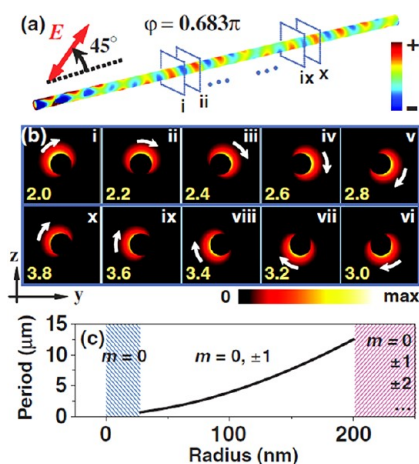 (a)
E
45°
φ = 0.683π
+
-
i
ii
ix
x
(b)
i
ii
iii
iv
v
2.0
2.2
2.4
2.6
2.8
x
ix
viii
vii
vi
3.8
3.6
3.4
3.2
3.0
z
y
0
max
(c)
Period (μm)
15
10
5
0
m = 0
m = 0, ±1
m = 0
±1
±2
...
0
100
200
Radius (nm)